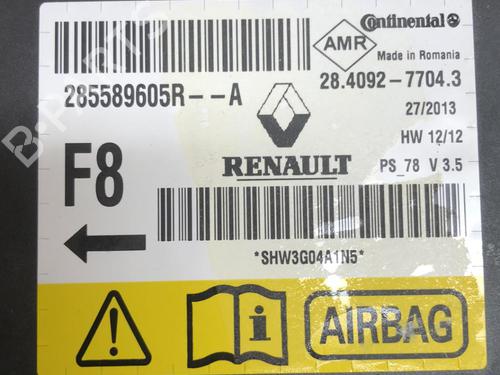 Continental
AMR
Made in Romania
285589605R--A
28.4092-7704.3
27/2013
HW 12/12
F8
RENAULT
PS_78 V 3.5
*SHW3G04A1N5*
AIRBAG